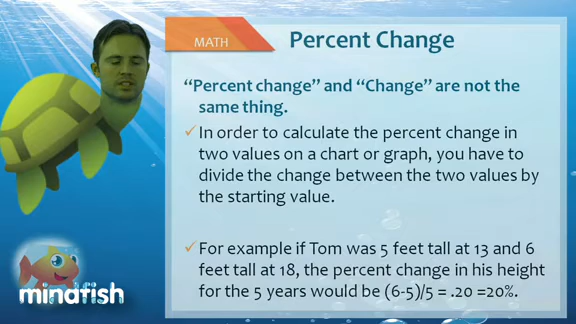 MATH
Percent Change
“Percent change” and “Change” are not the
same thing.
In order to calculate the percent change in
two values on a chart or graph, you have to
divide the change between the two values by
the starting value.
For example if Tom was 5 feet tall at 13 and 6
feet tall at 18, the percent change in his height
for the 5 years would be (6-5)/5 = .20 =20%.
minafish